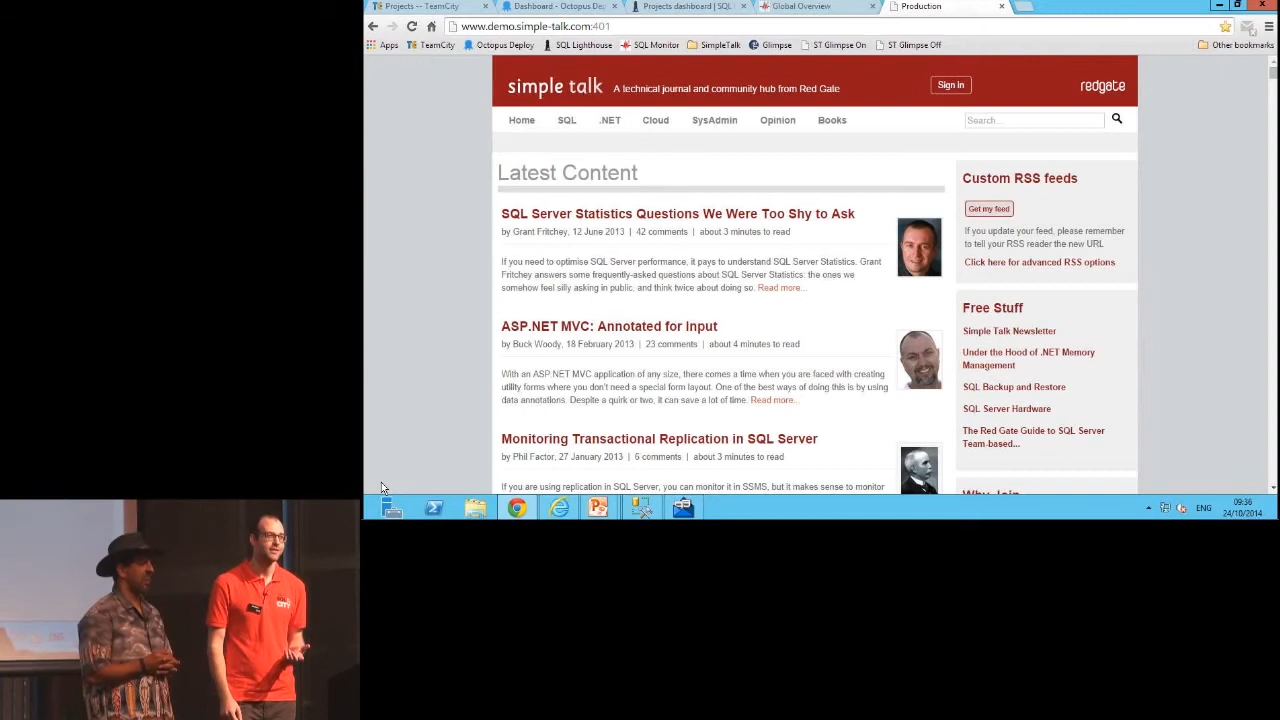 Projects -- TeamCity
Dashboard - Octopus De
Projects dashboard | SQL
Global Overview
Production
www.demo.simple-talk.com:401
Apps TeamCity Octopus Deploy SQL Lighthouse SQL Monitor SimpleTalk Glimpse ST Glimpse On ST Glimpse Off Other bookmarks
simple talk A technical journal and community hub from Red Gate Sign In redgate
Home SQL .NET Cloud SysAdmin Opinion Books Search...
Latest Content
SQL Server Statistics Questions We Were Too Shy to Ask
by Grant Fritchey, 12 June 2013 | 42 comments | about 3 minutes to read
If you need to optimise SQL Server performance, it pays to understand SQL Server Statistics. Grant
Fritchey answers some frequently-asked questions about SQL Server Statistics: the ones we
somehow feel silly asking in public, and think twice about doing so. Read more...
ASP.NET MVC: Annotated for Input
by Buck Woody, 18 February 2013 | 23 comments | about 4 minutes to read
With an ASP.NET MVC application of any size, there comes a time when you are faced with creating
utility forms where you don't need a special form layout. One of the best ways of doing this is by using
data annotations. Despite a quirk or two, it can save a lot of time. Read more...
Monitoring Transactional Replication in SQL Server
by Phil Factor, 27 January 2013 | 6 comments | about 3 minutes to read
If you are using replication in SQL Server, you can monitor it in SSMS, but it makes sense to monitor
Custom RSS feeds
Get my feed
If you update your feed, please remember
to tell your RSS reader the new URL
Click here for advanced RSS options
Free Stuff
Simple Talk Newsletter
Under the Hood of .NET Memory
Management
SQL Backup and Restore
SQL Server Hardware
The Red Gate Guide to SQL Server
Team-based...
Why Join
ENG
09:36
24/10/2014
CITY